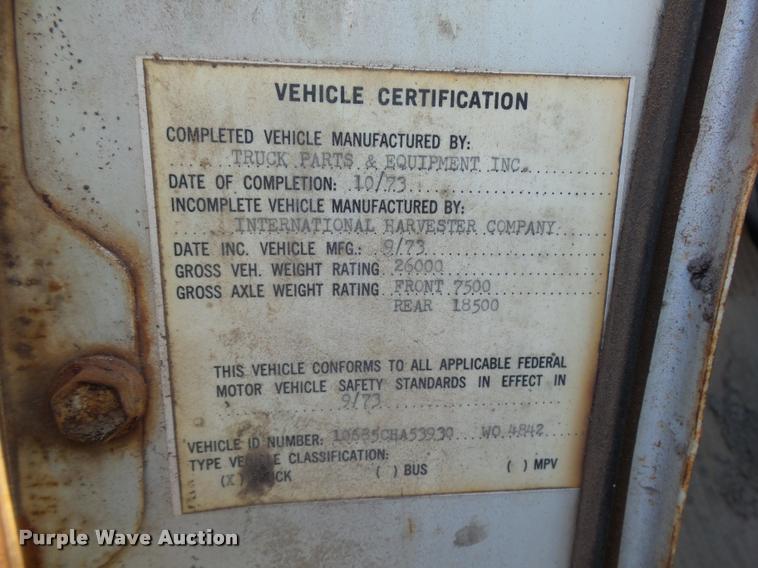 VEHICLE CERTIFICATION
COMPLETED VEHICLE MANUFACTURED BY:
TRUCK PARTS & EQUIPMENT INC.
DATE OF COMPLETION: 10/73
INCOMPLETE VEHICLE MANUFACTURED BY:
INTERNATIONAL HARVESTER COMPANY
DATE INC. VEHICLE MFG.: 9/73
GROSS VEH. WEIGHT RATING 26000
GROSS AXLE WEIGHT RATING FRONT 7500
REAR 18500
THIS VEHICLE CONFORMS TO ALL APPLICABLE FEDERAL
MOTOR VEHICLE SAFETY STANDARDS IN EFFECT IN
9/73
VEHICLE ID NUMBER: 10685CHA53930 WO 4842
TYPE VEHICLE CLASSIFICATION:
(X) TRUCK ( ) BUS ( ) MPV
Purple Wave Auction